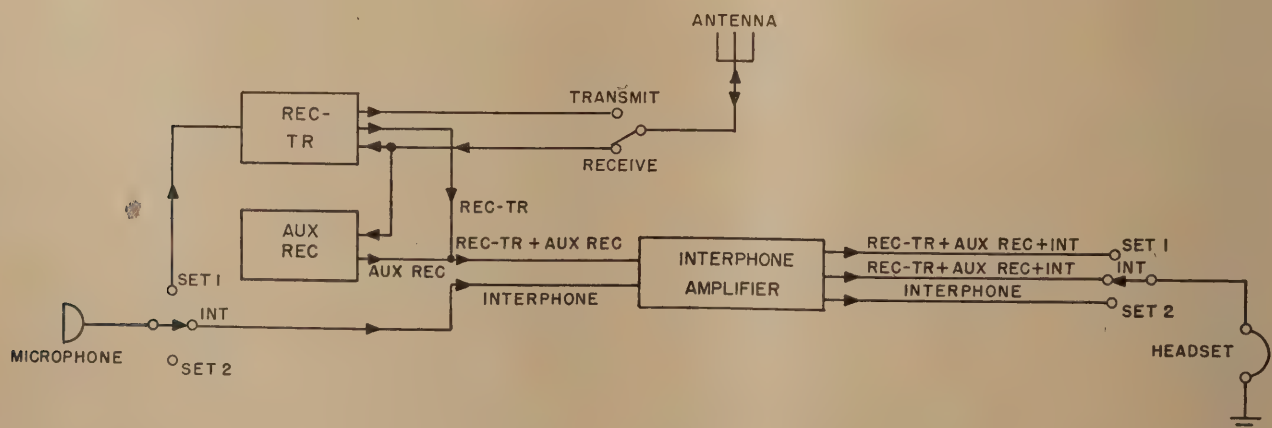 ANTENNA
TRANSMIT
REC-
TR
RECEIVE
REC-TR
AUX
REC
AUX REC
REC-TR + AUX REC
INTERPHONE
AMPLIFIER
REC-TR+AUX REC+INT
SET 1
REC-TR+AUX REC+INT
INT
INTERPHONE
SET 2
SET 1
INTERPHONE
INT
MICROPHONE
SET 2
HEADSET